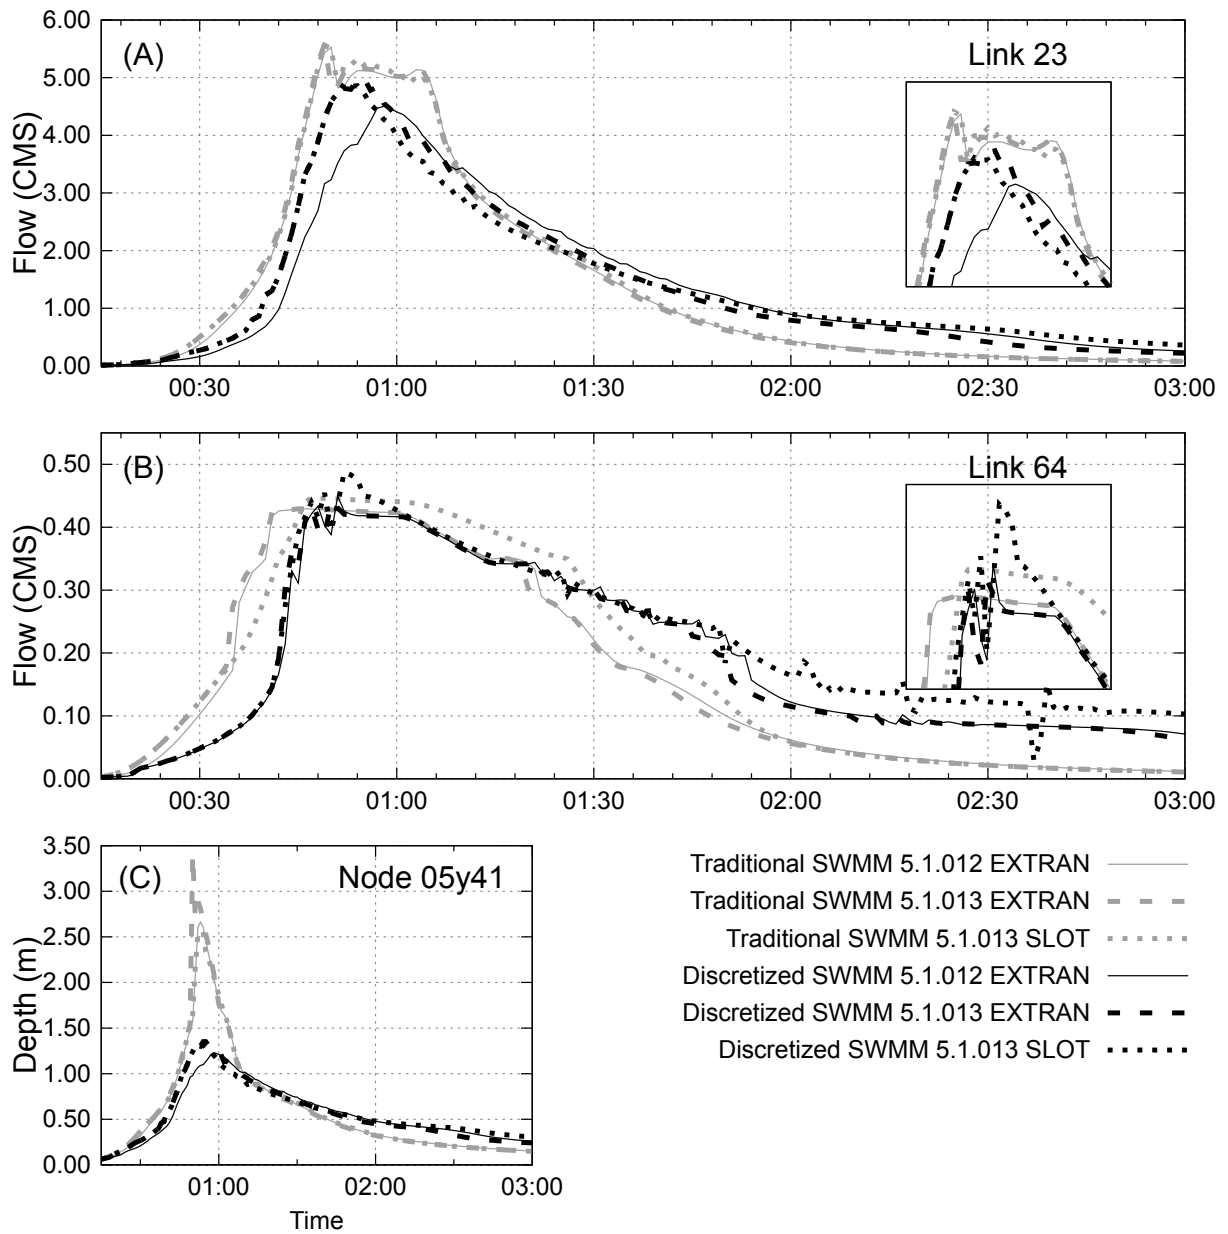 6.00
(A)
Link 23
5.00
4.00
3.00
2.00
1.00
0.00
Flow (CMS)
00:30 01:00 01:30 02:00 02:30 03:00
(B)
Link 64
0.50
0.40
0.30
0.20
0.10
0.00
Flow (CMS)
00:30 01:00 01:30 02:00 02:30 03:00
3.50
(C)
Node 05y41
3.00
2.50
2.00
1.50
1.00
0.50
0.00
Depth (m)
01:00 02:00 03:00
Time
Traditional SWMM 5.1.012 EXTRAN
Traditional SWMM 5.1.013 EXTRAN
Traditional SWMM 5.1.013 SLOT
Discretized SWMM 5.1.012 EXTRAN
Discretized SWMM 5.1.013 EXTRAN
Discretized SWMM 5.1.013 SLOT